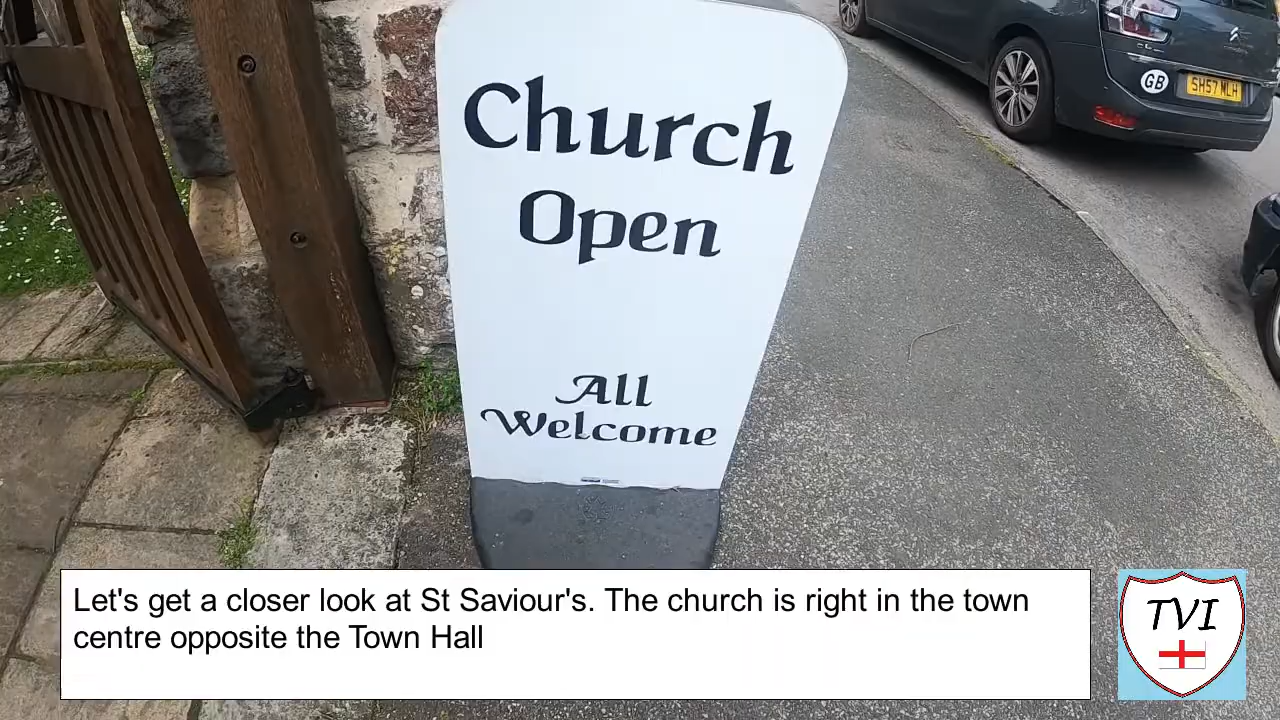 Church
Open
All
Welcome
GB
SH57 MLH
Let's get a closer look at St Saviour's. The church is right in the town
centre opposite the Town Hall
TVI